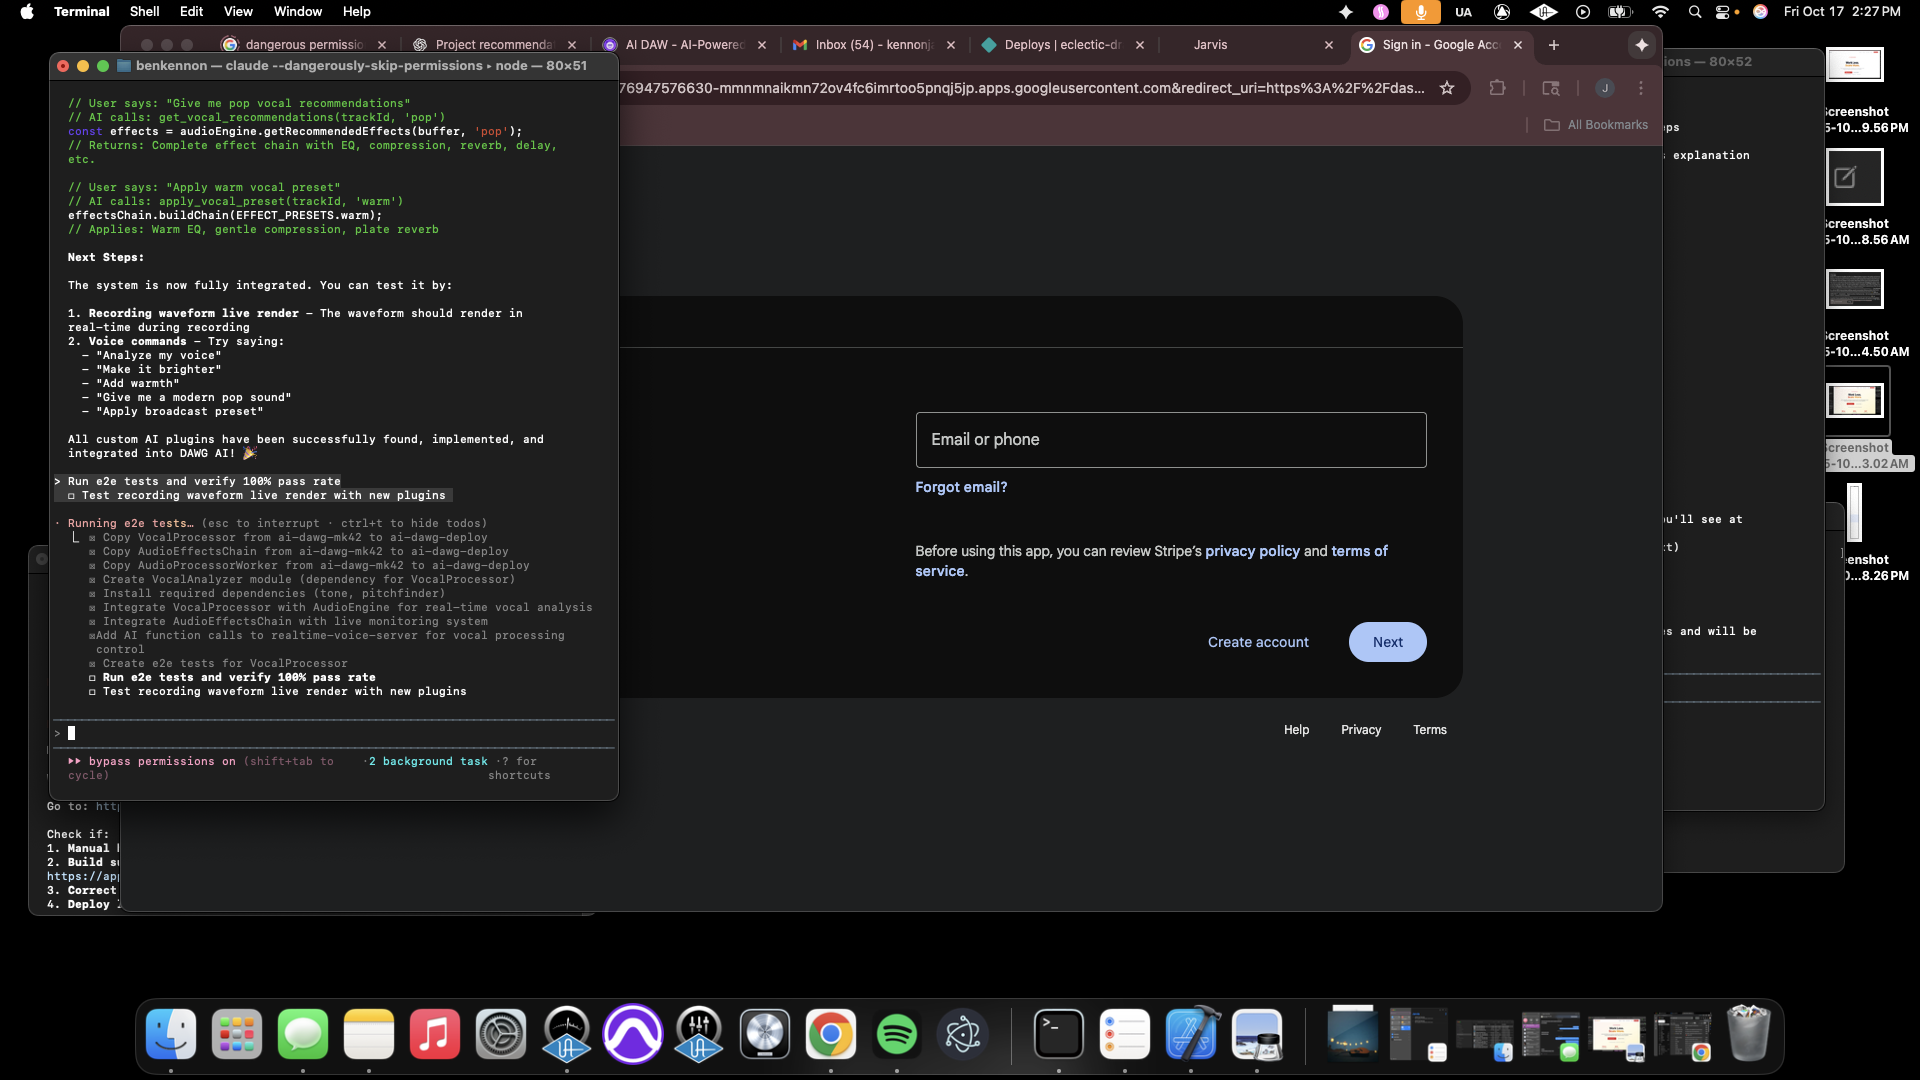 Terminal Shell Edit View Window Help
UA
Fri Oct 17 2:27 PM
dangerous permissio
Project recommenda
AI DAW - AI-Powered
Inbox (54) - kennonj
Deploys | eclectic-dr
Jarvis
Sign in - Google Acco
benkennon — claude --dangerously-skip-permissions ▸ node — 80×51
76947576630-mmnmnaikmn72ov4fc6imrtoo5pnqj5jp.apps.googleusercontent.com&redirect_uri=https%3A%2F%2Fdas...
J
All Bookmarks
// User says: "Give me pop vocal recommendations"
// AI calls: get_vocal_recommendations(trackId, 'pop')
const effects = audioEngine.getRecommendedEffects(buffer, 'pop');
// Returns: Complete effect chain with EQ, compression, reverb, delay,
etc.
// User says: "Apply warm vocal preset"
// AI calls: apply_vocal_preset(trackId, 'warm')
effectsChain.buildChain(EFFECT_PRESETS.warm);
// Applies: Warm EQ, gentle compression, plate reverb
Next Steps:
The system is now fully integrated. You can test it by:
1. Recording waveform live render – The waveform should render in
real-time during recording
2. Voice commands – Try saying:
– "Analyze my voice"
– "Make it brighter"
– "Add warmth"
– "Give me a modern pop sound"
– "Apply broadcast preset"
All custom AI plugins have been successfully found, implemented, and
integrated into DAWG AI! 🎉
> Run e2e tests and verify 100% pass rate
☐ Test recording waveform live render with new plugins
· Running e2e tests… (esc to interrupt · ctrl+t to hide todos)
⎿ ☒ Copy VocalProcessor from ai-dawg-mk42 to ai-dawg-deploy
☒ Copy AudioEffectsChain from ai-dawg-mk42 to ai-dawg-deploy
☒ Copy AudioProcessorWorker from ai-dawg-mk42 to ai-dawg-deploy
☒ Create VocalAnalyzer module (dependency for VocalProcessor)
☒ Install required dependencies (tone, pitchfinder)
☒ Integrate VocalProcessor with AudioEngine for real-time vocal analysis
☒ Integrate AudioEffectsChain with live monitoring system
☒Add AI function calls to realtime-voice-server for vocal processing
control
☒ Create e2e tests for VocalProcessor
☐ Run e2e tests and verify 100% pass rate
☐ Test recording waveform live render with new plugins
>
⏵⏵ bypass permissions on (shift+tab to cycle) ·2 background task ·? for shortcuts
Go to: htt
Check if:
1. Manual
2. Build su
https://ap
3. Correct
4. Deploy
Email or phone
Forgot email?
Before using this app, you can review Stripe's privacy policy and terms of
service.
Create account
Next
Help Privacy Terms
ions — 80×52
eps
explanation
u'll see at
t)
s and will be
Screenshot
5-10...9.56 PM
Screenshot
5-10...8.56 AM
Screenshot
5-10...4.50 AM
Screenshot
5-10...3.02 AM
eenshot
0...8.26 PM